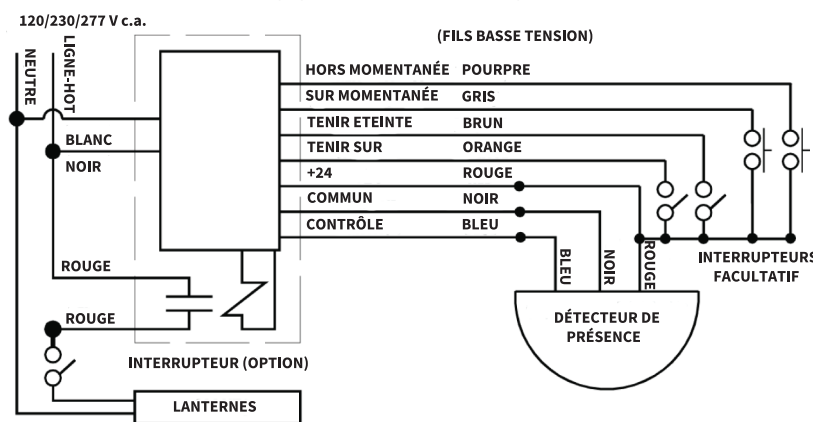 120/230/277 V c.a.
(FILS BASSE TENSION)
NEUTRE
LIGNE-HOT
HORS MOMENTANÉE POURPRE
SUR MOMENTANÉE GRIS
TENIR ETEINTE BRUN
TENIR SUR ORANGE
+24 ROUGE
COMMUN NOIR
CONTRÔLE BLEU
BLANC
NOIR
ROUGE
ROUGE
BLEU
NOIR
ROUGE
INTERRUPTEURS
FACULTATIF
DÉTECTEUR DE
PRÉSENCE
INTERRUPTEUR (OPTION)
LANTERNES